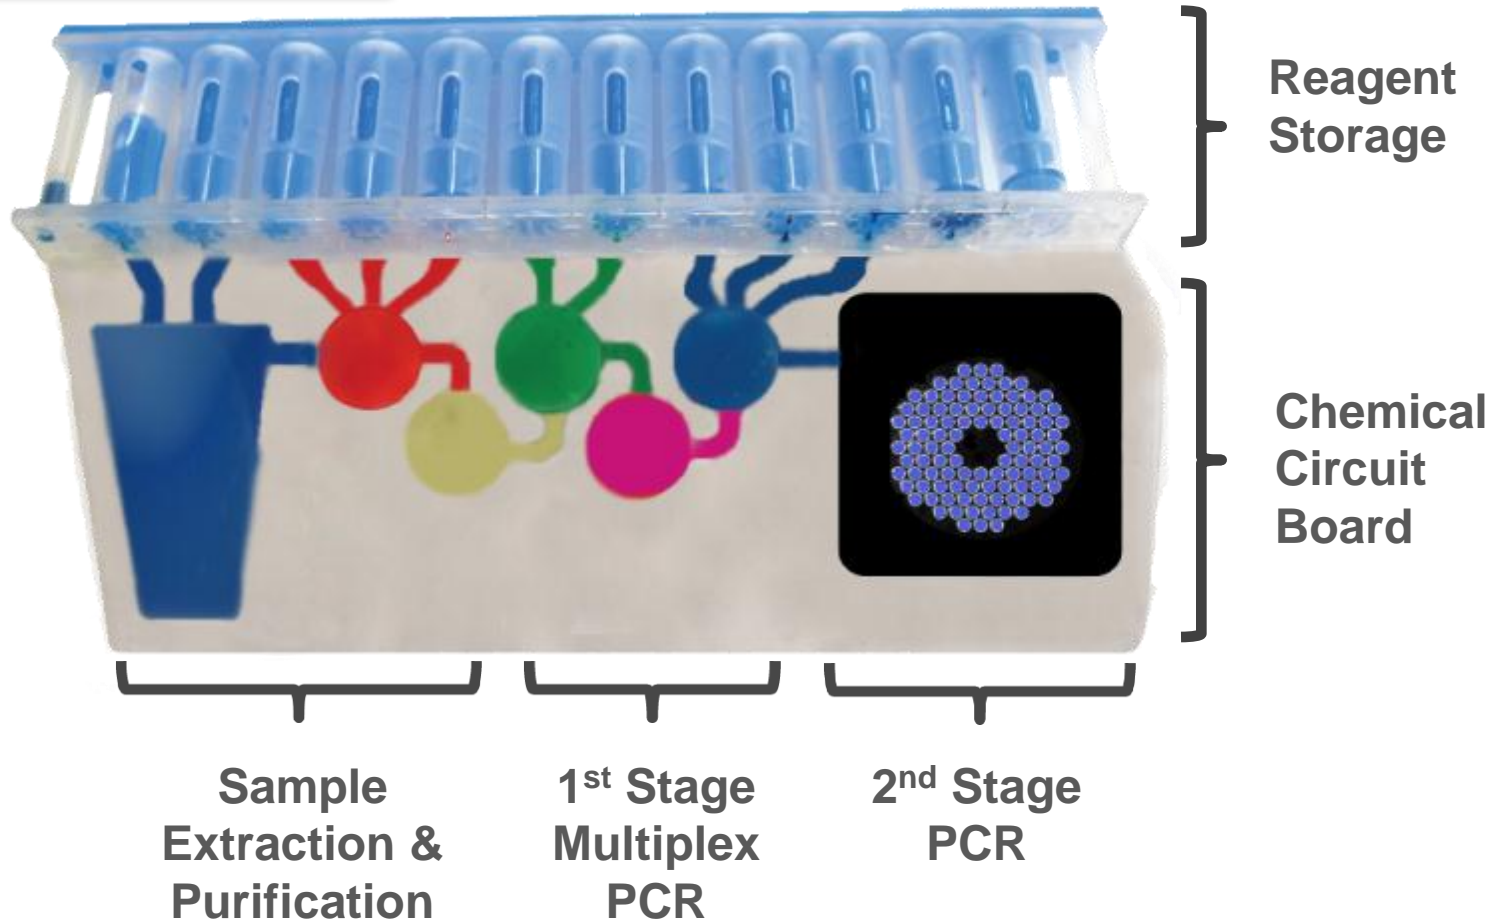 Reagent
Storage
Chemical
Circuit
Board
Sample
Extraction &
Purification
1st Stage
Multiplex
PCR
2nd Stage
PCR